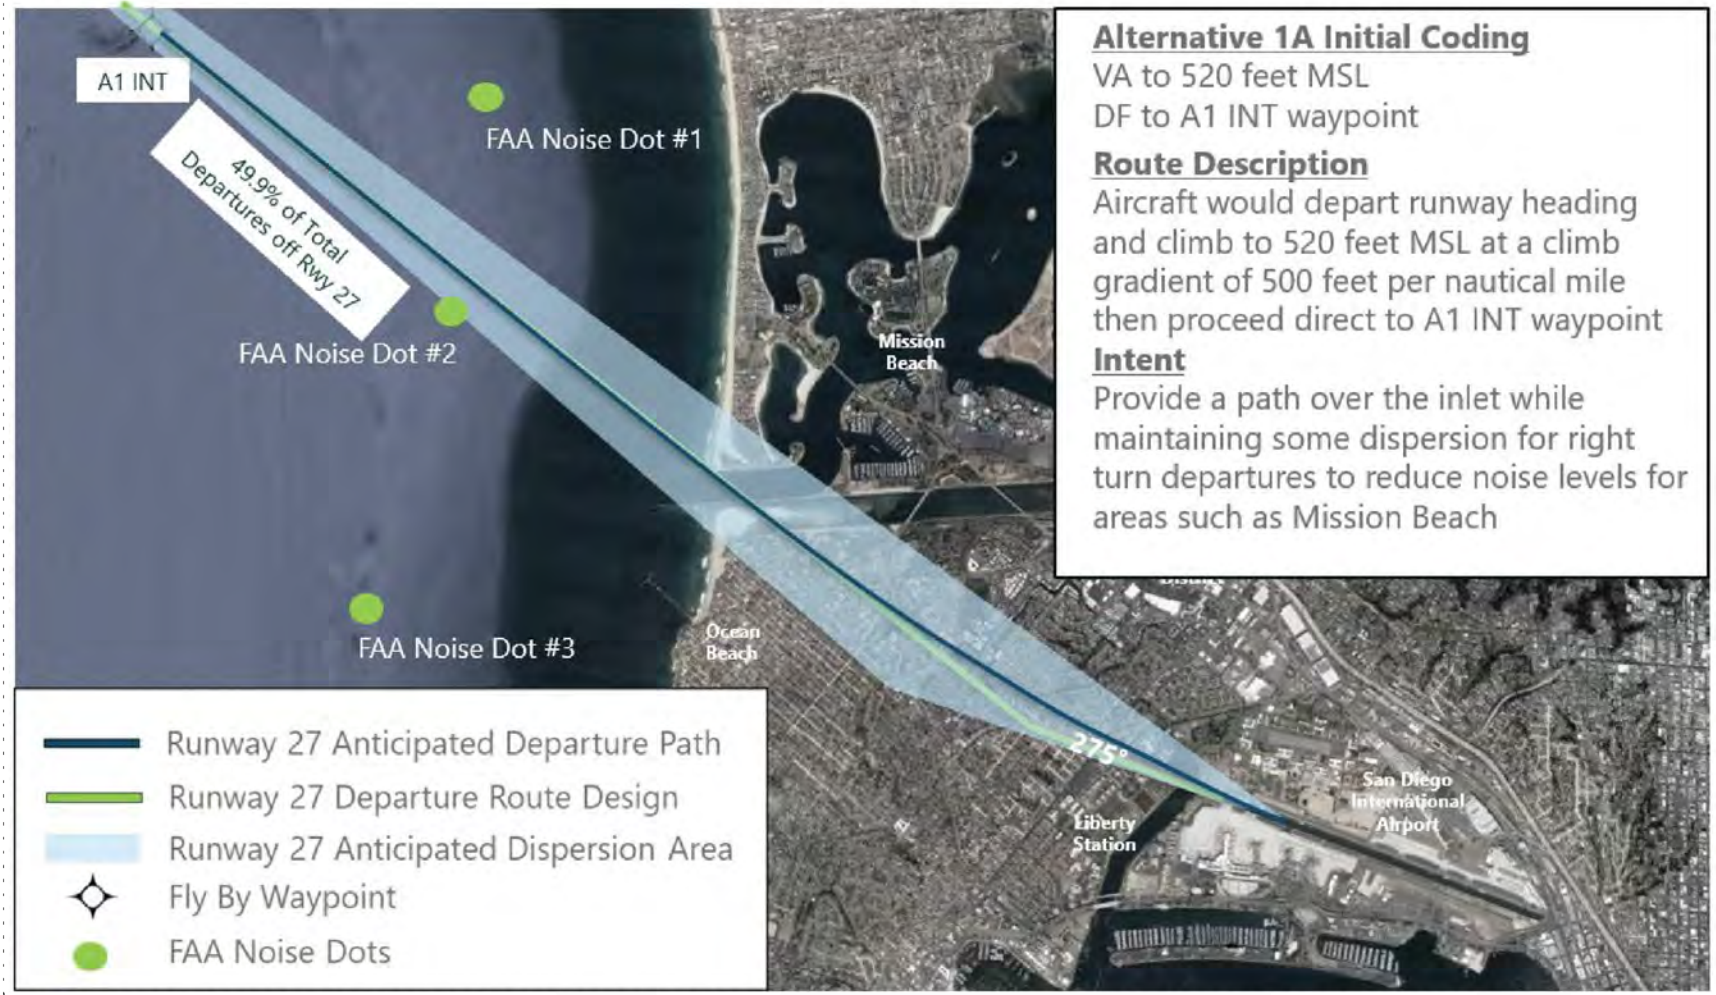 A1 INT
49.9% of Total
Departures off Rwy 27
FAA Noise Dot #1
FAA Noise Dot #2
FAA Noise Dot #3
Mission
Beach
Ocean
Beach
District
275°
San Diego
International
Airport
Liberty
Station
Alternative 1A Initial Coding
VA to 520 feet MSL
DF to A1 INT waypoint
Route Description
Aircraft would depart runway heading
and climb to 520 feet MSL at a climb
gradient of 500 feet per nautical mile
then proceed direct to A1 INT waypoint
Intent
Provide a path over the inlet while
maintaining some dispersion for right
turn departures to reduce noise levels for
areas such as Mission Beach
Runway 27 Anticipated Departure Path
Runway 27 Departure Route Design
Runway 27 Anticipated Dispersion Area
Fly By Waypoint
FAA Noise Dots